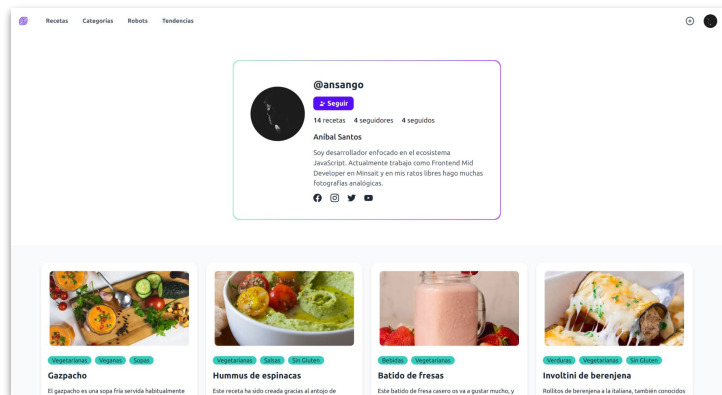 Recetas Categorías Robots Tendencias
@ansango
Seguir
14 recetas 4 seguidores 4 seguidos
Aníbal Santos
Soy desarrollador enfocado en el ecosistema
JavaScript. Actualmente trabajo como Frontend Mid
Developer en Minsait y en mis ratos libres hago muchas
fotografías analógicas.
Vegetarianas Veganas Sopas
Gazpacho
El gazpacho es una sopa fría servida habitualmente
Vegetarianas Salsas Sin Gluten
Hummus de espinacas
Este receta ha sido creada gracias al antojo de
Bebidas Vegetarianas
Batido de fresas
Este batido de fresa casero os va a gustar mucho, y
Verduras Vegetarianas Sin Gluten
Involtini de berenjena
Rollitos de berenjena a la italiana, también conocidos